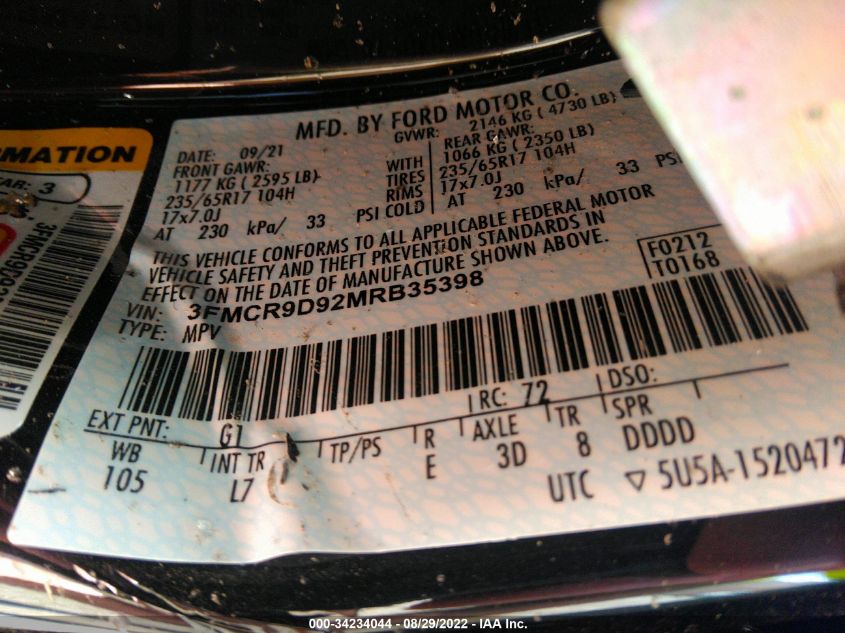 RMATION
AR: 3
MFD. BY FORD MOTOR CO.
DATE: 09/21
GVWR: 2146 KG ( 4730 LB)
FRONT GAWR:
REAR GAWR:
1177 KG ( 2595 LB)
WITH
1066 KG ( 2350 LB)
235/65R17 104H
TIRES
235/65R17 104H
17x7.0J
RIMS
17x7.0J
AT 230 kPa/ 33 PSI COLD
AT 230 kPa/ 33 PSI
THIS VEHICLE CONFORMS TO ALL APPLICABLE FEDERAL MOTOR
VEHICLE SAFETY AND THEFT PREVENTION STANDARDS IN
EFFECT ON THE DATE OF MANUFACTURE SHOWN ABOVE.
F0212
T0168
VIN: 3FMCR9D92MRB35398
TYPE: MPV
EXT PNT: G1
RC: 72
DSO:
WB
INT TR
TP/PS
R
AXLE
TR
SPR
105
L7
E
3D
8
DDDD
UTC
5U5A-1520472
000-34234044 - 08/29/2022 - IAA Inc.